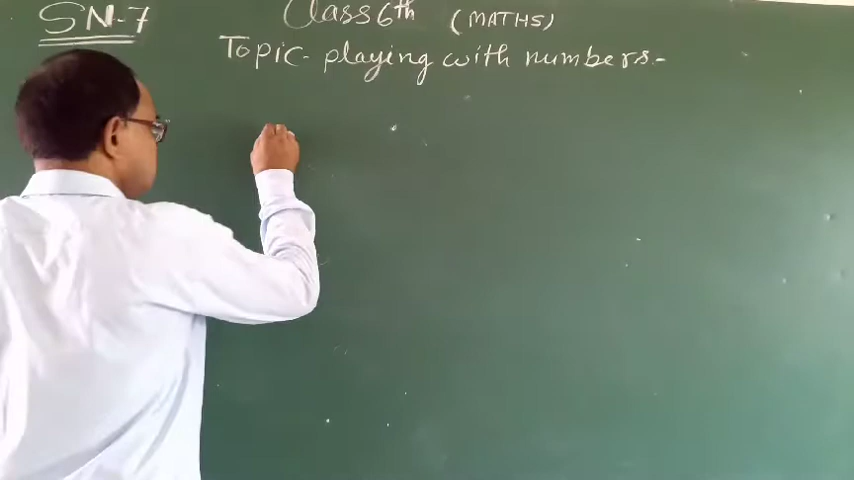 SN-7
Class 6th (MATHS)
Topic- playing with numbers.-